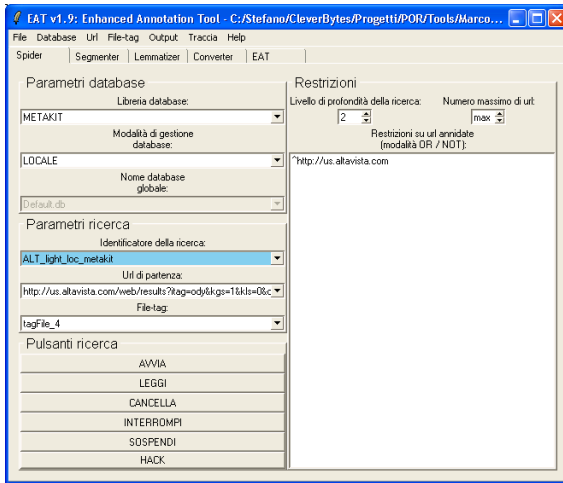 EAT v1.9: Enhanced Annotation Tool - C:/Stefano/CleverBytes/Progetti/POR/Tools/Marco...
File Database Url File-tag Output Traccia Help
Spider Segmenter Lemmatizer Converter EAT
Parametri database
Libreria database:
METAKIT
Modalità di gestione
database:
LOCALE
Nome database
globale:
Default.db
Parametri ricerca
Identificatore della ricerca:
ALT_light_loc_metakit
Url di partenza:
http://us.altavista.com/web/results?itag=ody&kgs=1&kls=0&c
File-tag:
tagFile_4
Pulsanti ricerca
AVVIA
LEGGI
CANCELLA
INTERROMPI
SOSPENDI
HACK
Restrizioni
Livello di profondità della ricerca: Numero massimo di url:
2 max
Restrizioni su url annidate
(modalità OR / NOT):
^http://us.altavista.com